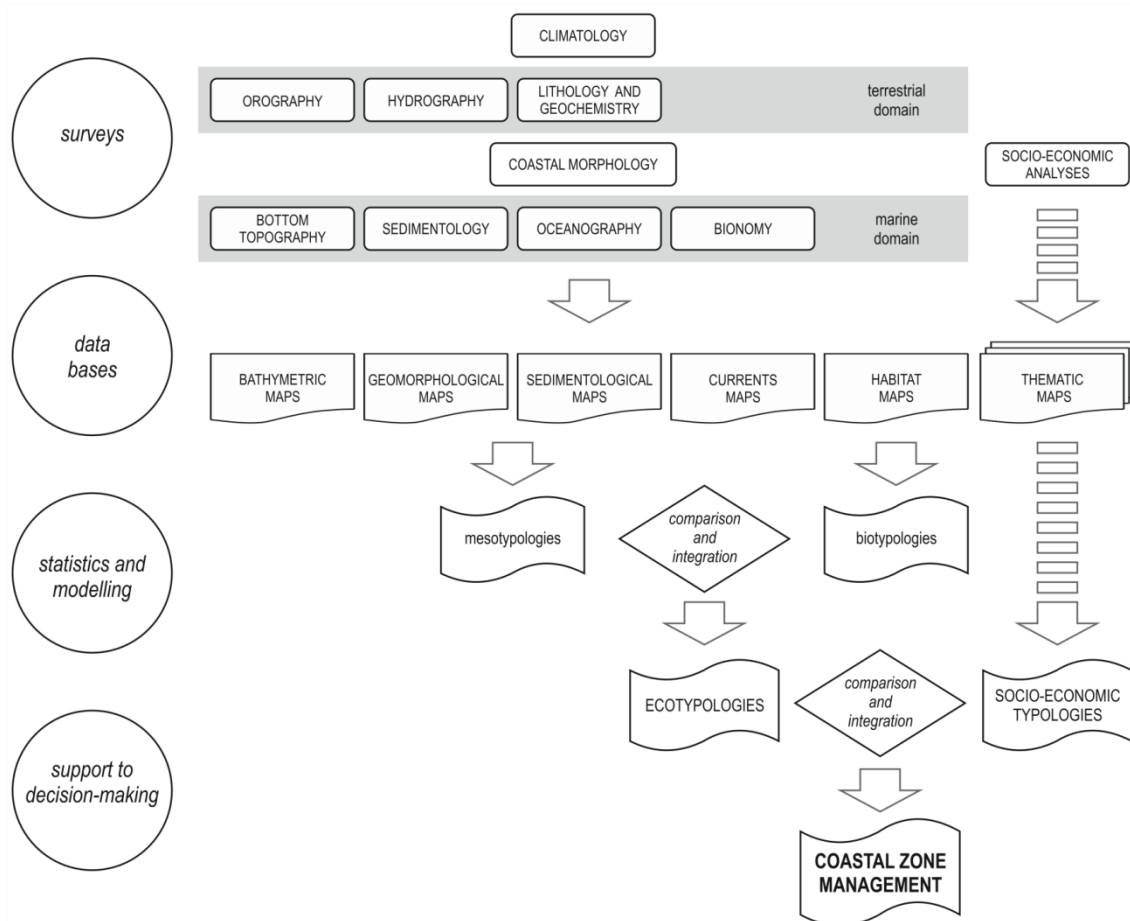 CLIMATOLOGY
surveys
OROGRAPHY
HYDROGRAPHY
LITHOLOGY AND
GEOCHEMISTRY
terrestrial
domain
COASTAL MORPHOLOGY
SOCIO-ECONOMIC
ANALYSES
BOTTOM
TOPOGRAPHY
SEDIMENTOLOGY
OCEANOGRAPHY
BIONOMY
marine
domain
data
bases
BATHYMETRIC
MAPS
GEOMORPHOLOGICAL
MAPS
SEDIMENTOLOGICAL
MAPS
CURRENTS
MAPS
HABITAT
MAPS
THEMATIC
MAPS
statistics and
modelling
mesotypologies
comparison
and
integration
biotypologies
ECOTYPOLOGIES
comparison
and
integration
SOCIO-ECONOMIC
TYPOLOGIES
support to
decision-making
COASTAL ZONE
MANAGEMENT